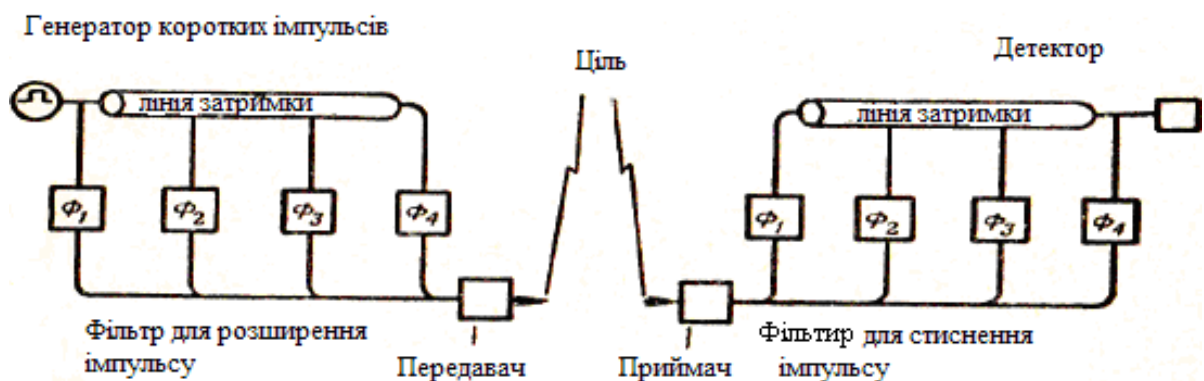 Генератор коротких імпульсів
Ціль
Детектор
лінія затримки
лінія затримки
Ф1
Ф2
Ф3
Ф4
Ф1
Ф2
Ф3
Ф4
Фільтр для розширення
імпульсу
Передавач
Приймач
Фільтир для стиснення
імпульсу